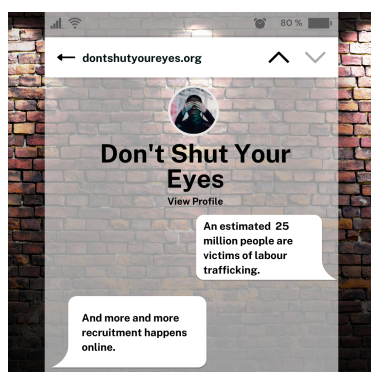 80 %
dontshutyoureyes.org
Don't Shut Your
Eyes
View Profile
An estimated 25
million people are
victims of labour
trafficking.
And more and more
recruitment happens
online.